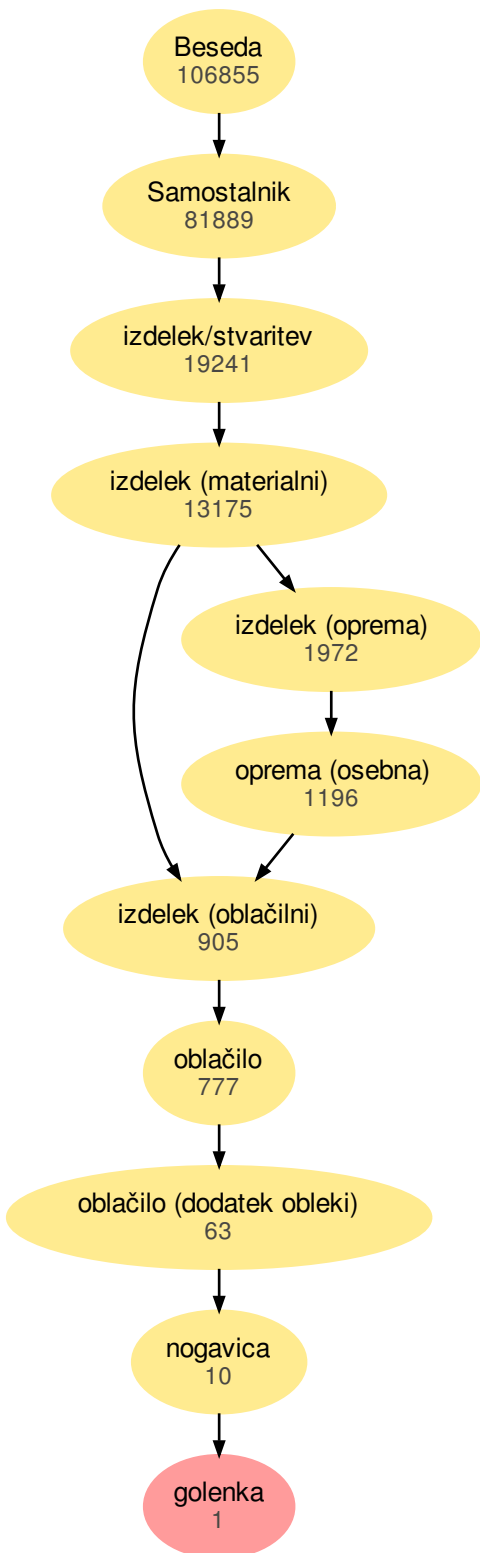 Beseda
106855
Samostalnik
81889
izdelek/stvaritev
19241
izdelek (materialni)
13175
izdelek (oprema)
1972
oprema (osebna)
1196
izdelek (oblačilni)
905
oblačilo
777
oblačilo (dodatek obleki)
63
nogavica
10
golenka
1